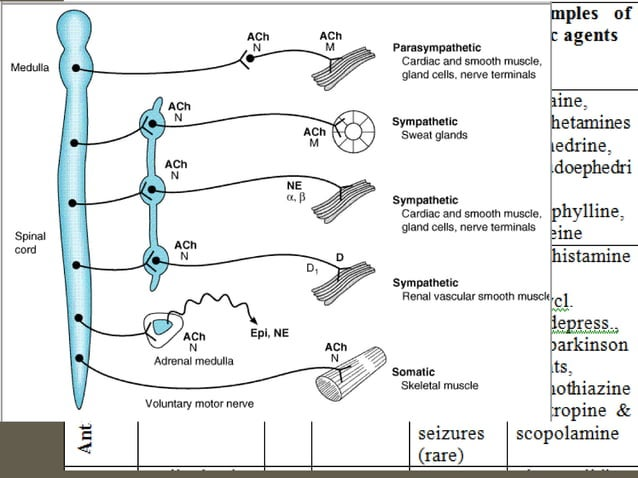 mples of
c agents
ACh
N
ACh
M
Parasympathetic
Cardiac and smooth muscle,
gland cells, nerve terminals
Medulla
ACh
N
ACh
M
Sympathetic
Sweat glands
aine,
hetamines
hedrine,
doephedri
phylline,
eine
ACh
N
NE
α, β
Sympathetic
Cardiac and smooth muscle,
gland cells, nerve terminals
Spinal
cord
ACh
N
D
D1
Sympathetic
Renal vascular smooth muscle
histamine
cl.
depress.,
parkinson
ts,
nothiazine
tropine &
ACh
N
Epi, NE
Adrenal medulla
ACh
N
Somatic
Skeletal muscle
Voluntary motor nerve
Ant
seizures
(rare)
scopolamine